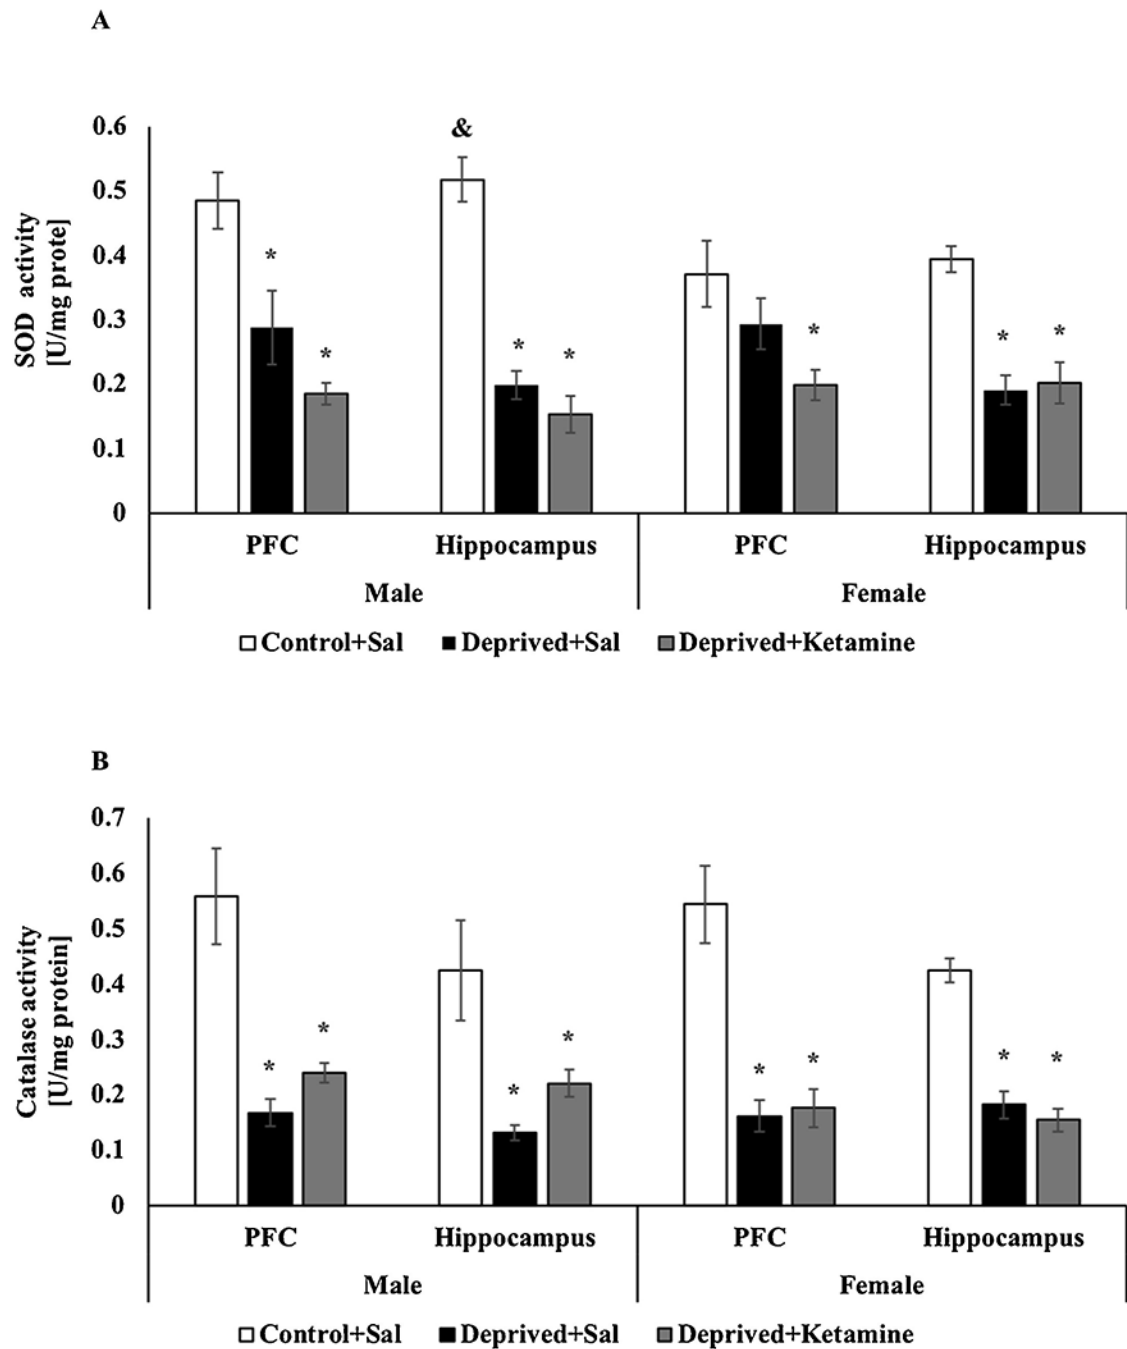 A
SOD activity
[U/mg prote]
0.6
0.5
0.4
0.3
0.2
0.1
0
&
* * * * * * *
PFC Hippocampus PFC Hippocampus
Male Female
Control+Sal Deprived+Sal Deprived+Ketamine
B
Catalase activity
[U/mg protein]
0.7
0.6
0.5
0.4
0.3
0.2
0.1
0
* * * * * * * *
PFC Hippocampus PFC Hippocampus
Male Female
Control+Sal Deprived+Sal Deprived+Ketamine